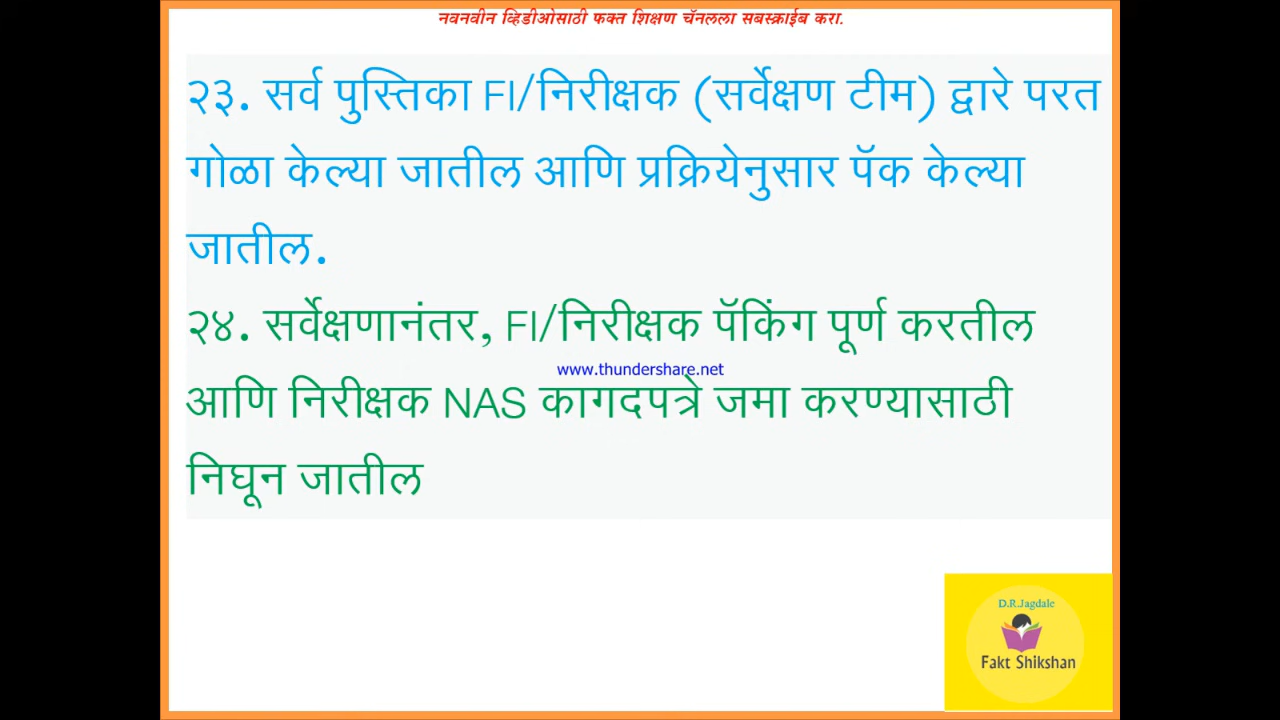 नवनवीन व्हिडीओसाठी फक्त शिक्षण चॅनलला सबस्क्राईब करा.
२३. सर्व पुस्तिका FI/निरीक्षक (सर्वेक्षण टीम) द्वारे परत
गोळा केल्या जातील आणि प्रक्रियेनुसार पॅक केल्या
जातील.
२४. सर्वेक्षणानंतर, FI/निरीक्षक पॅकिंग पूर्ण करतील
www.thundershare.net
आणि निरीक्षक NAS कागदपत्रे जमा करण्यासाठी
निघून जातील
D.R.Jagdale
Fakt Shikshan